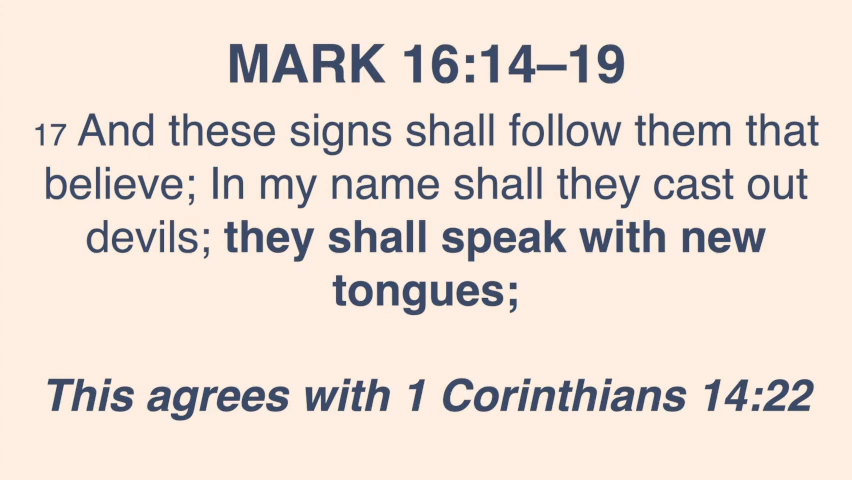 MARK 16:14–19
17 And these signs shall follow them that
believe; In my name shall they cast out
devils; they shall speak with new
tongues;
This agrees with 1 Corinthians 14:22